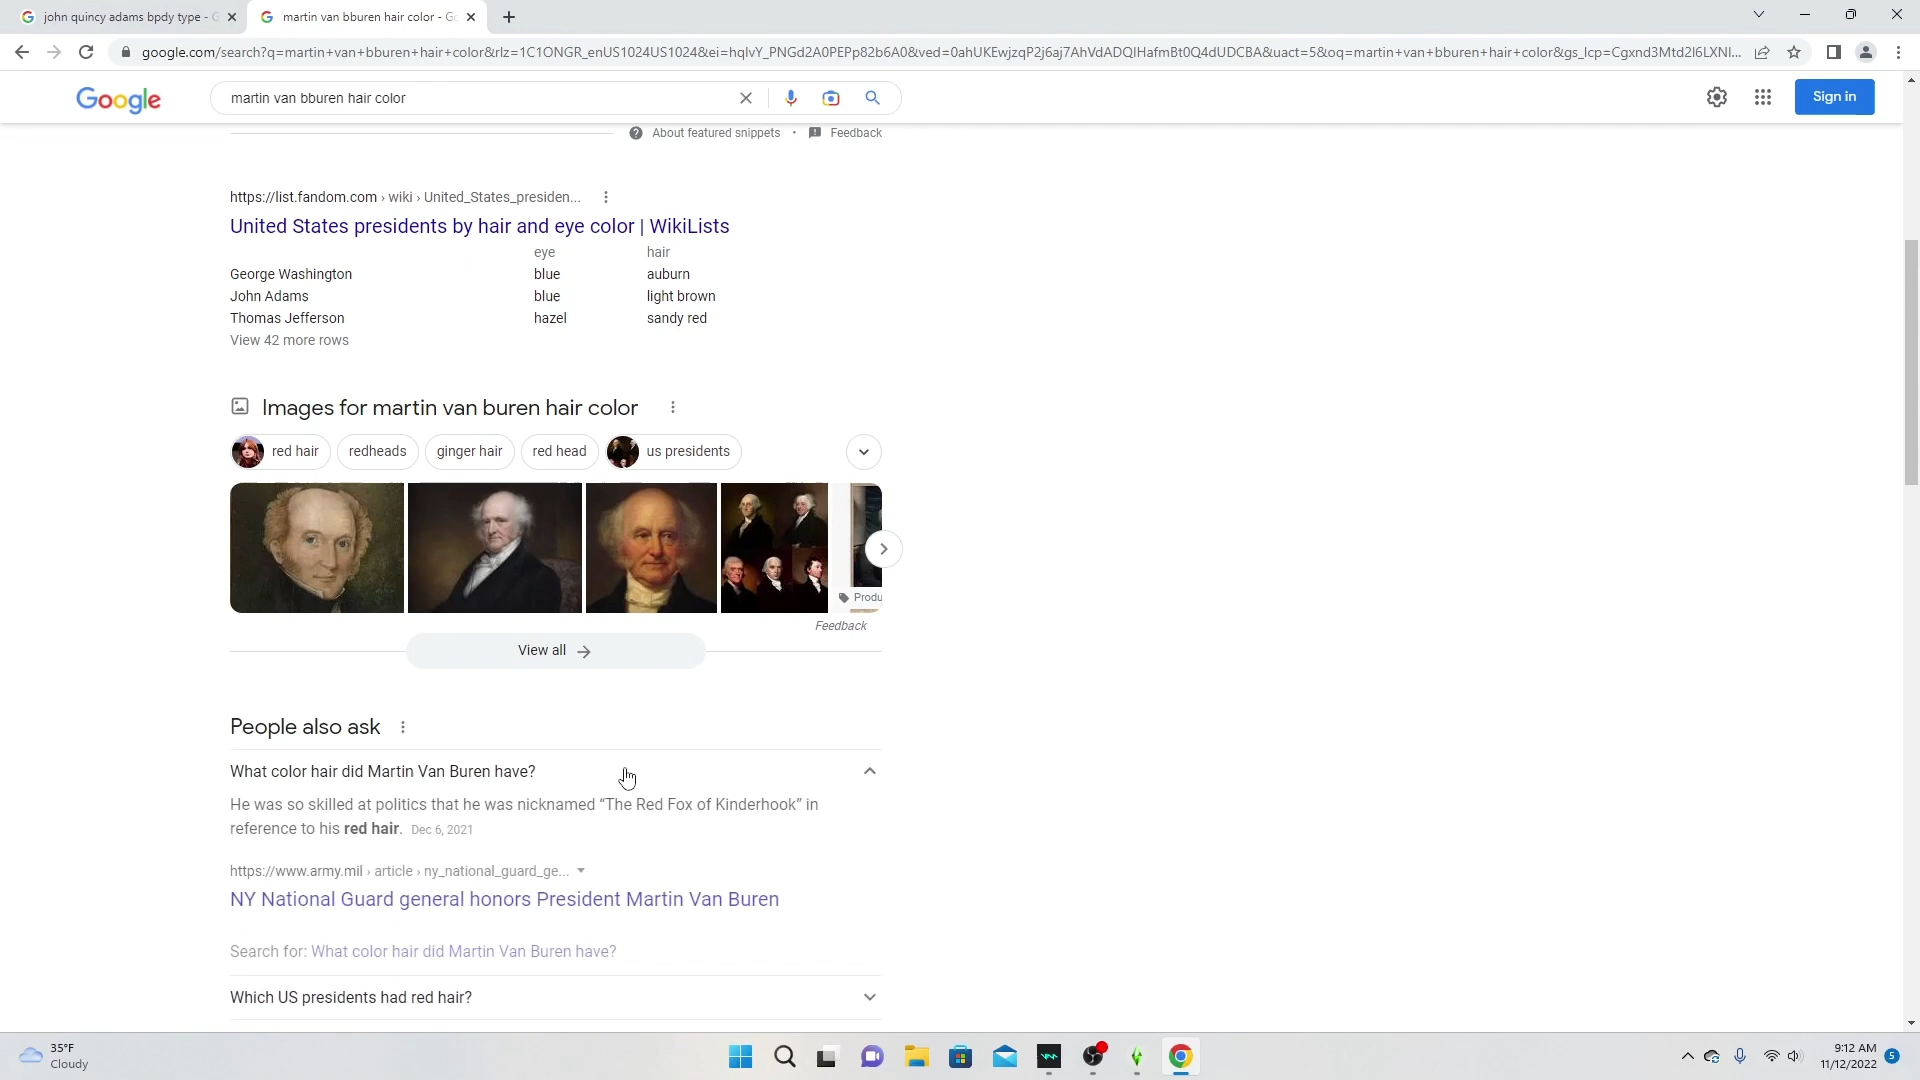 john quincy adams bpdy type - G
martin van bburen hair color - Go
google.com/search?q=martin+van+bburen+hair+color&rlz=1C1ONGR_enUS1024US1024&ei=hqlvY_PNGd2A0PEPp82b6A0&ved=0ahUKEwjzqP2j6aj7AhVdADQIHafmBt0Q4dUDCBA&uact=5&oq=martin+van+bburen+hair+color&gs_lcp=Cgxnd3Mtd2l6LXNl...
Google
martin van bburen hair color
Sign in
About featured snippets • Feedback
https://list.fandom.com › wiki › United_States_presiden...
United States presidents by hair and eye color | WikiLists
eye hair
George Washington blue auburn
John Adams blue light brown
Thomas Jefferson hazel sandy red
View 42 more rows
Images for martin van buren hair color
red hair redheads ginger hair red head us presidents
Produ
Feedback
View all
People also ask
What color hair did Martin Van Buren have?
He was so skilled at politics that he was nicknamed “The Red Fox of Kinderhook” in
reference to his red hair. Dec 6, 2021
https://www.army.mil › article › ny_national_guard_ge...
NY National Guard general honors President Martin Van Buren
Search for: What color hair did Martin Van Buren have?
Which US presidents had red hair?
35°F
Cloudy
9:12 AM
11/12/2022
5